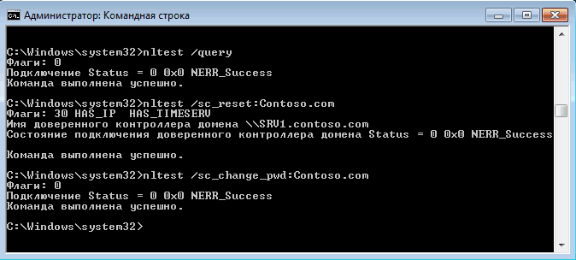 Администратор: Командная строка
C:\Windows\system32>nltest /query
Флаги: 0
Подключение Status = 0 0x0 NERR_Success
Команда выполнена успешно.
C:\Windows\system32>nltest /sc_reset:Contoso.com
Флаги: 30 HAS_IP  HAS_TIMESERV
Имя доверенного контроллера домена \\SRV1.contoso.com
Состояние подключения доверенного контроллера домена Status = 0 0x0 NERR_Success
Команда выполнена успешно.
C:\Windows\system32>nltest /sc_change_pwd:Contoso.com
Флаги: 0
Подключение Status = 0 0x0 NERR_Success
Команда выполнена успешно.
C:\Windows\system32>